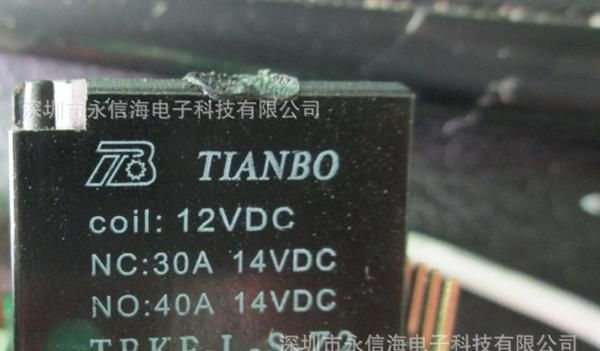 深圳市永信海电子科技有限公司
TB TIANBO
coil: 12VDC
NC:30A 14VDC
NO:40A 14VDC
深圳市永信海电子科技有限公司